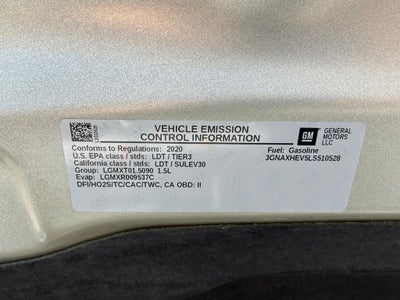 VEHICLE EMISSION
CONTROL INFORMATION
GM
GENERAL
MOTORS
LLC
Conforms to Regulations: 2020
U.S. EPA class / stds: LDT / TIER3
California class / stds: LDT / SULEV30
Group: LGMXT01.5090 1.5L
Evap: LGMXR009537C
DFI/HO2S/TC/CAC/TWC, CA OBD: II
Fuel: Gasoline
3GNAXHEV5LS510528